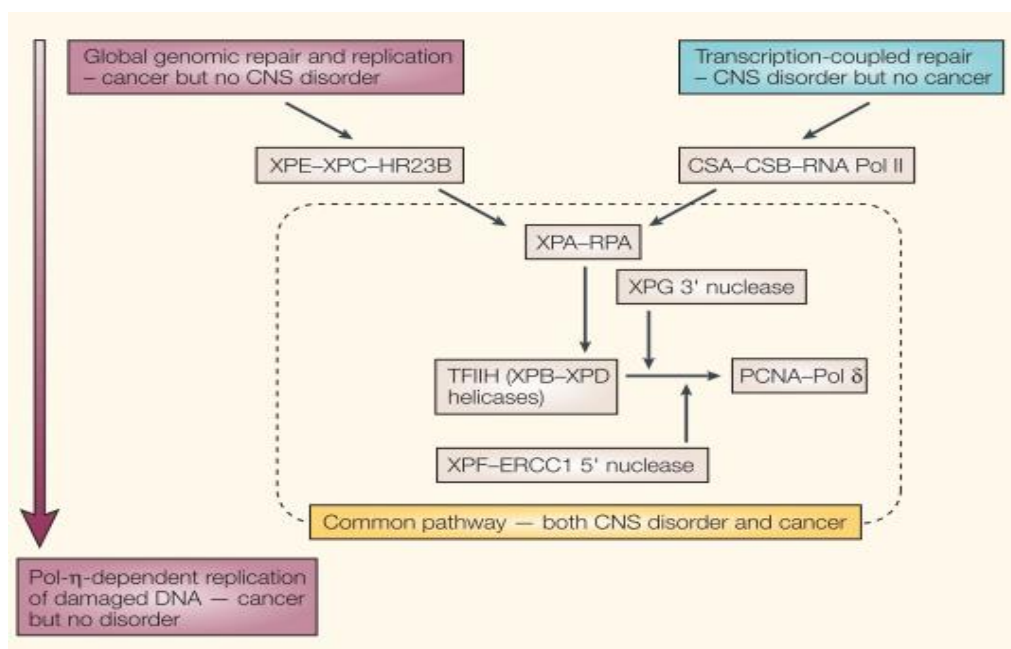 Global genomic repair and replication
– cancer but no CNS disorder
Transcription-coupled repair
– CNS disorder but no cancer
XPE–XPC–HR23B
CSA–CSB–RNA Pol II
XPA–RPA
XPG 3' nuclease
TFIIH (XPB–XPD
helicases)
PCNA–Pol δ
XPF–ERCC1 5' nuclease
Common pathway — both CNS disorder and cancer
Pol-η-dependent replication
of damaged DNA — cancer
but no disorder